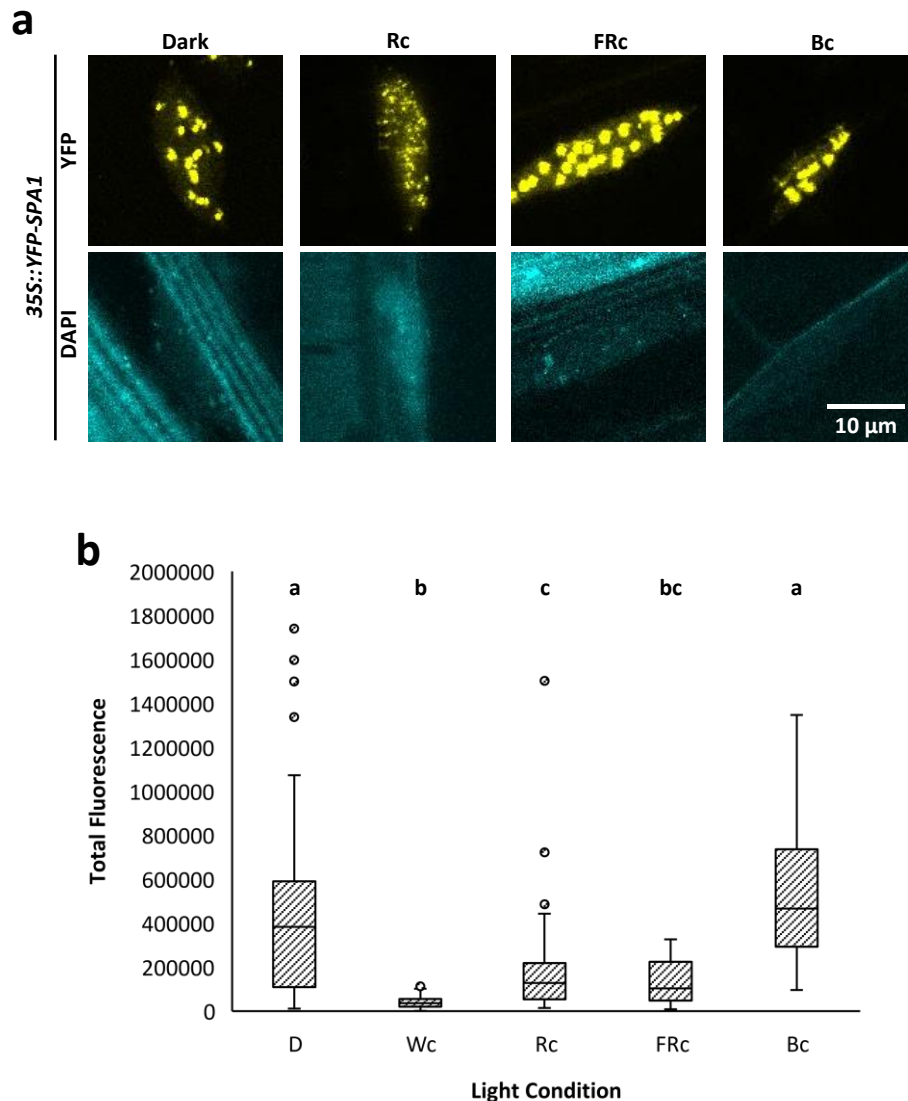 a
Dark Rc FRc Bc
35S::YFP-SPA1
YFP
DAPI
10 µm
b
2000000
1800000
1600000
1400000
1200000
1000000
800000
600000
400000
200000
0
Total Fluorescence
a b c bc a
D Wc Rc FRc Bc
Light Condition